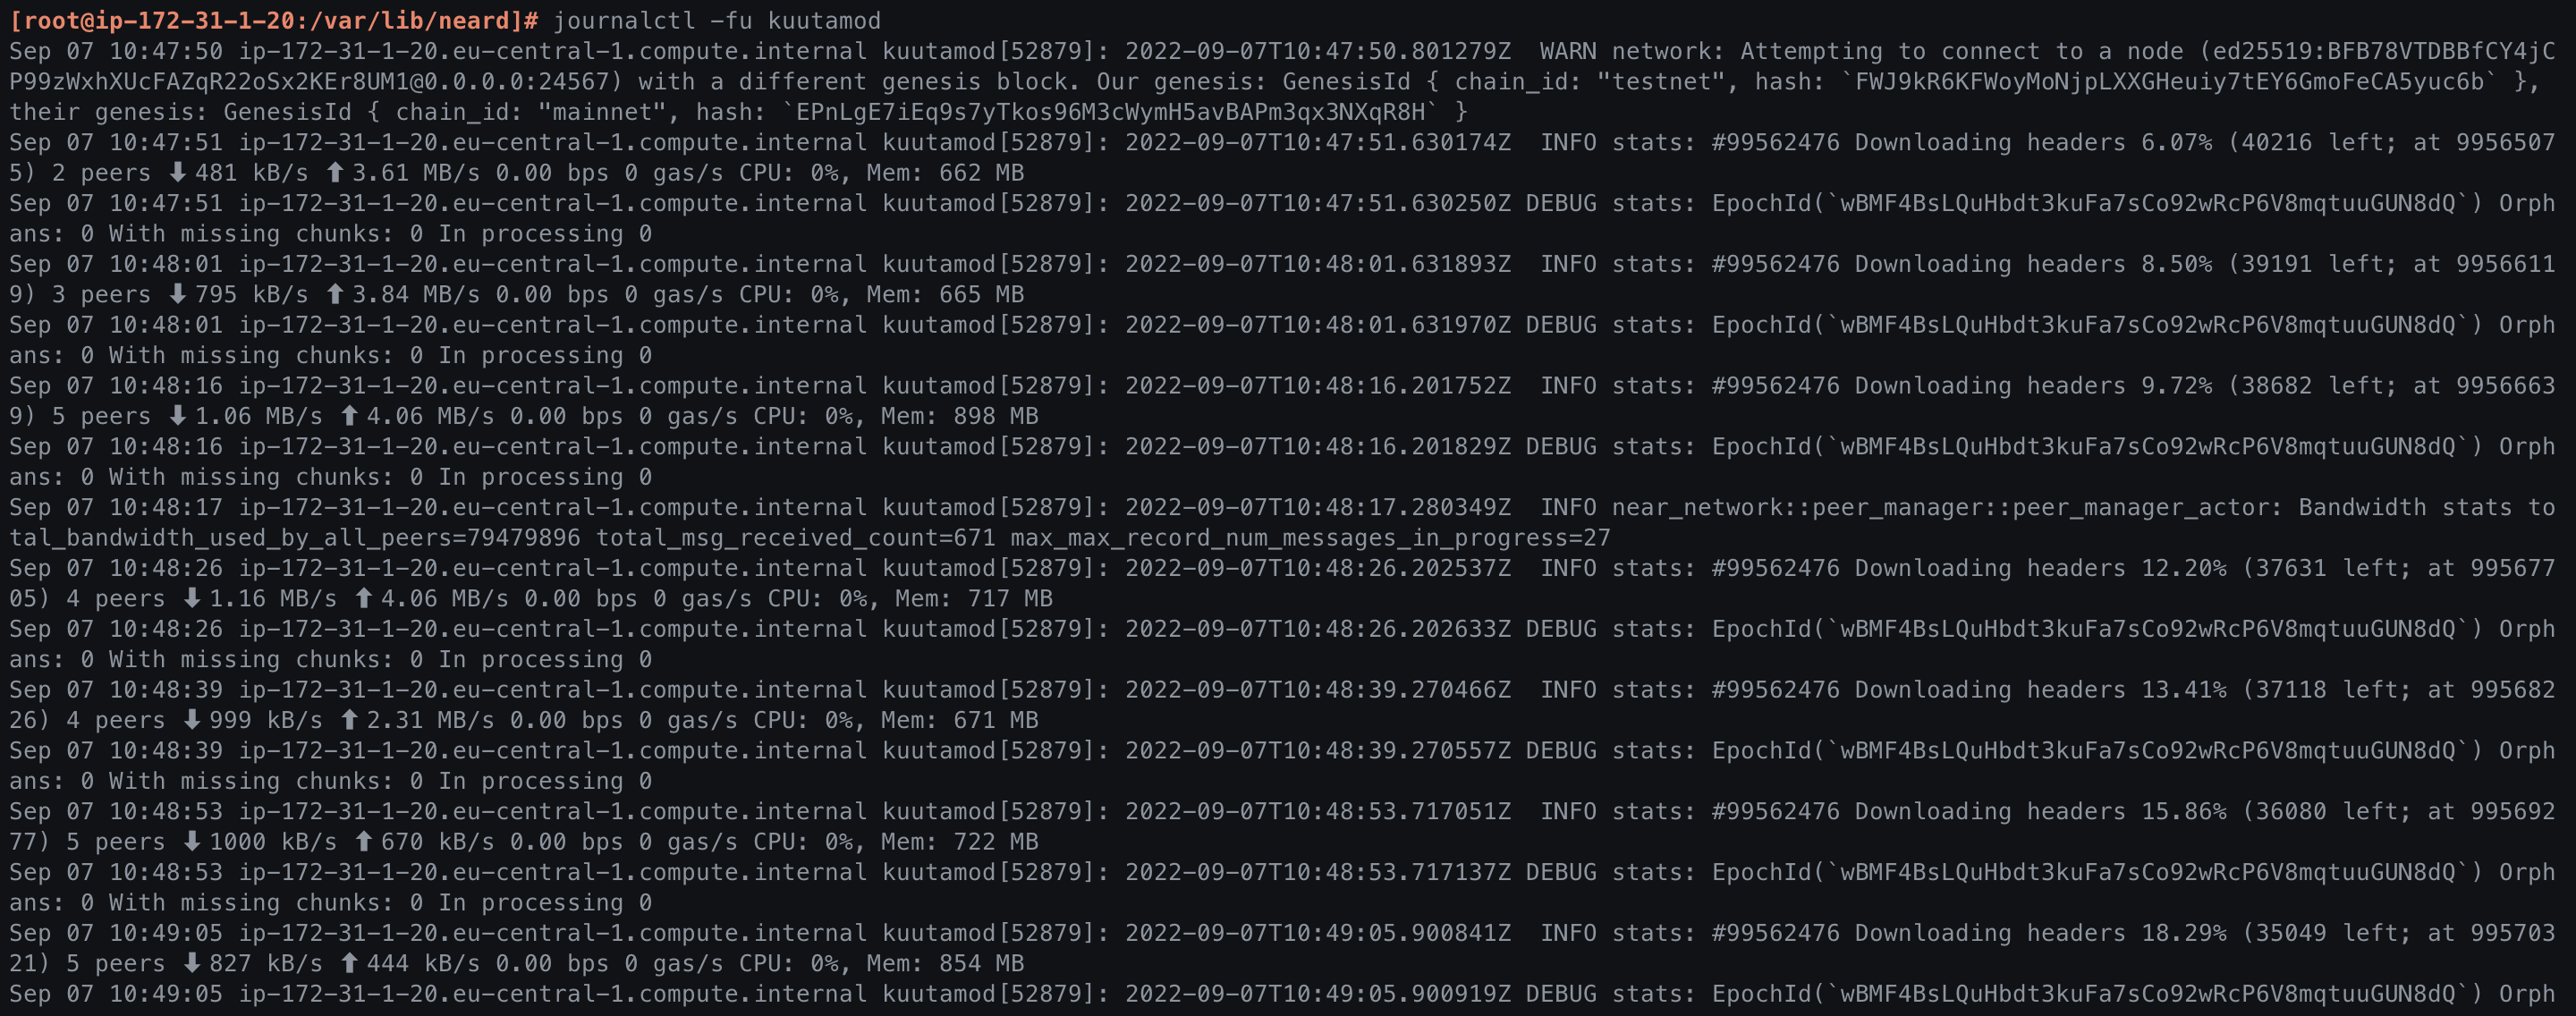 [root@ip-172-31-1-20:/var/lib/neard]# journalctl -fu kuutamod
Sep 07 10:47:50 ip-172-31-1-20.eu-central-1.compute.internal kuutamod[52879]: 2022-09-07T10:47:50.801279Z  WARN network: Attempting to connect to a node (ed25519:BFB78VTDBBfCY4jC
P99zWxhXUcFAZqR22oSx2KEr8UM1@0.0.0.0:24567) with a different genesis block. Our genesis: GenesisId { chain_id: "testnet", hash: `FWJ9kR6KFWoyMoNjpLXXGHeuiy7tEY6GmoFeCA5yuc6b` },
their genesis: GenesisId { chain_id: "mainnet", hash: `EPnLgE7iEq9s7yTkos96M3cWymH5avBAPm3qx3NXqR8H` }
Sep 07 10:47:51 ip-172-31-1-20.eu-central-1.compute.internal kuutamod[52879]: 2022-09-07T10:47:51.630174Z  INFO stats: #99562476 Downloading headers 6.07% (40216 left; at 9956507
5) 2 peers ⬇ 481 kB/s ⬆ 3.61 MB/s 0.00 bps 0 gas/s CPU: 0%, Mem: 662 MB
Sep 07 10:47:51 ip-172-31-1-20.eu-central-1.compute.internal kuutamod[52879]: 2022-09-07T10:47:51.630250Z DEBUG stats: EpochId(`wBMF4BsLQuHbdt3kuFa7sCo92wRcP6V8mqtuuGUN8dQ`) Orph
ans: 0 With missing chunks: 0 In processing 0
Sep 07 10:48:01 ip-172-31-1-20.eu-central-1.compute.internal kuutamod[52879]: 2022-09-07T10:48:01.631893Z  INFO stats: #99562476 Downloading headers 8.50% (39191 left; at 9956611
9) 3 peers ⬇ 795 kB/s ⬆ 3.84 MB/s 0.00 bps 0 gas/s CPU: 0%, Mem: 665 MB
Sep 07 10:48:01 ip-172-31-1-20.eu-central-1.compute.internal kuutamod[52879]: 2022-09-07T10:48:01.631970Z DEBUG stats: EpochId(`wBMF4BsLQuHbdt3kuFa7sCo92wRcP6V8mqtuuGUN8dQ`) Orph
ans: 0 With missing chunks: 0 In processing 0
Sep 07 10:48:16 ip-172-31-1-20.eu-central-1.compute.internal kuutamod[52879]: 2022-09-07T10:48:16.201752Z  INFO stats: #99562476 Downloading headers 9.72% (38682 left; at 9956663
9) 5 peers ⬇ 1.06 MB/s ⬆ 4.06 MB/s 0.00 bps 0 gas/s CPU: 0%, Mem: 898 MB
Sep 07 10:48:16 ip-172-31-1-20.eu-central-1.compute.internal kuutamod[52879]: 2022-09-07T10:48:16.201829Z DEBUG stats: EpochId(`wBMF4BsLQuHbdt3kuFa7sCo92wRcP6V8mqtuuGUN8dQ`) Orph
ans: 0 With missing chunks: 0 In processing 0
Sep 07 10:48:17 ip-172-31-1-20.eu-central-1.compute.internal kuutamod[52879]: 2022-09-07T10:48:17.280349Z  INFO near_network::peer_manager::peer_manager_actor: Bandwidth stats to
tal_bandwidth_used_by_all_peers=79479896 total_msg_received_count=671 max_max_record_num_messages_in_progress=27
Sep 07 10:48:26 ip-172-31-1-20.eu-central-1.compute.internal kuutamod[52879]: 2022-09-07T10:48:26.202537Z  INFO stats: #99562476 Downloading headers 12.20% (37631 left; at 995677
05) 4 peers ⬇ 1.16 MB/s ⬆ 4.06 MB/s 0.00 bps 0 gas/s CPU: 0%, Mem: 717 MB
Sep 07 10:48:26 ip-172-31-1-20.eu-central-1.compute.internal kuutamod[52879]: 2022-09-07T10:48:26.202633Z DEBUG stats: EpochId(`wBMF4BsLQuHbdt3kuFa7sCo92wRcP6V8mqtuuGUN8dQ`) Orph
ans: 0 With missing chunks: 0 In processing 0
Sep 07 10:48:39 ip-172-31-1-20.eu-central-1.compute.internal kuutamod[52879]: 2022-09-07T10:48:39.270466Z  INFO stats: #99562476 Downloading headers 13.41% (37118 left; at 995682
26) 4 peers ⬇ 999 kB/s ⬆ 2.31 MB/s 0.00 bps 0 gas/s CPU: 0%, Mem: 671 MB
Sep 07 10:48:39 ip-172-31-1-20.eu-central-1.compute.internal kuutamod[52879]: 2022-09-07T10:48:39.270557Z DEBUG stats: EpochId(`wBMF4BsLQuHbdt3kuFa7sCo92wRcP6V8mqtuuGUN8dQ`) Orph
ans: 0 With missing chunks: 0 In processing 0
Sep 07 10:48:53 ip-172-31-1-20.eu-central-1.compute.internal kuutamod[52879]: 2022-09-07T10:48:53.717051Z  INFO stats: #99562476 Downloading headers 15.86% (36080 left; at 995692
77) 5 peers ⬇ 1000 kB/s ⬆ 670 kB/s 0.00 bps 0 gas/s CPU: 0%, Mem: 722 MB
Sep 07 10:48:53 ip-172-31-1-20.eu-central-1.compute.internal kuutamod[52879]: 2022-09-07T10:48:53.717137Z DEBUG stats: EpochId(`wBMF4BsLQuHbdt3kuFa7sCo92wRcP6V8mqtuuGUN8dQ`) Orph
ans: 0 With missing chunks: 0 In processing 0
Sep 07 10:49:05 ip-172-31-1-20.eu-central-1.compute.internal kuutamod[52879]: 2022-09-07T10:49:05.900841Z  INFO stats: #99562476 Downloading headers 18.29% (35049 left; at 995703
21) 5 peers ⬇ 827 kB/s ⬆ 444 kB/s 0.00 bps 0 gas/s CPU: 0%, Mem: 854 MB
Sep 07 10:49:05 ip-172-31-1-20.eu-central-1.compute.internal kuutamod[52879]: 2022-09-07T10:49:05.900919Z DEBUG stats: EpochId(`wBMF4BsLQuHbdt3kuFa7sCo92wRcP6V8mqtuuGUN8dQ`) Orph